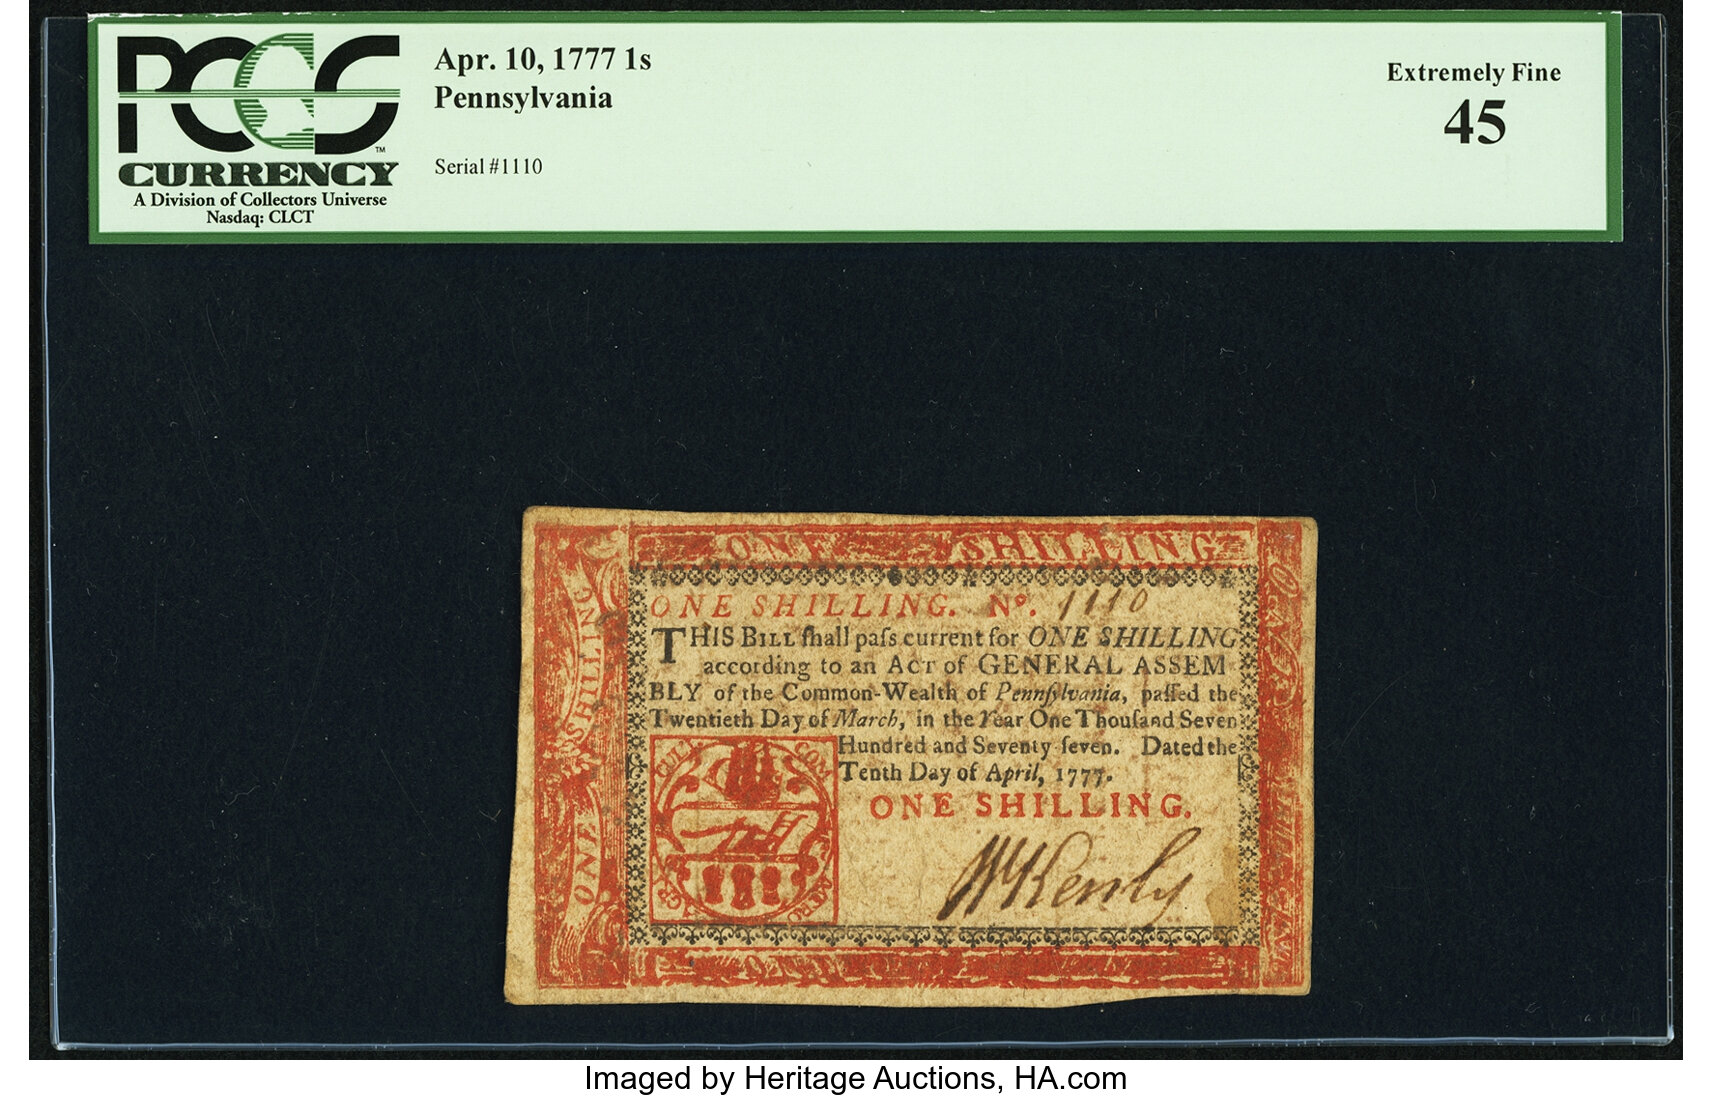 PCGS™
CURRENCY
A Division of Collectors Universe
Nasdaq: CLCT
Apr. 10, 1777 1s
Pennsylvania
Serial #1110
Extremely Fine
45
ONE SHILLING
ONE SHILLING
ONE SHILLING. Nº. 1110
THIS BILL ſhall paſs current for ONE SHILLING
according to an ACT of GENERAL ASSEM
BLY of the Common-Wealth of Pennſylvania, paſſed the
Twentieth Day of March, in the Year One Thouſand Seven
Hundred and Seventy ſeven. Dated the
Tenth Day of April, 1777.
ONE SHILLING.
Imaged by Heritage Auctions, HA.com